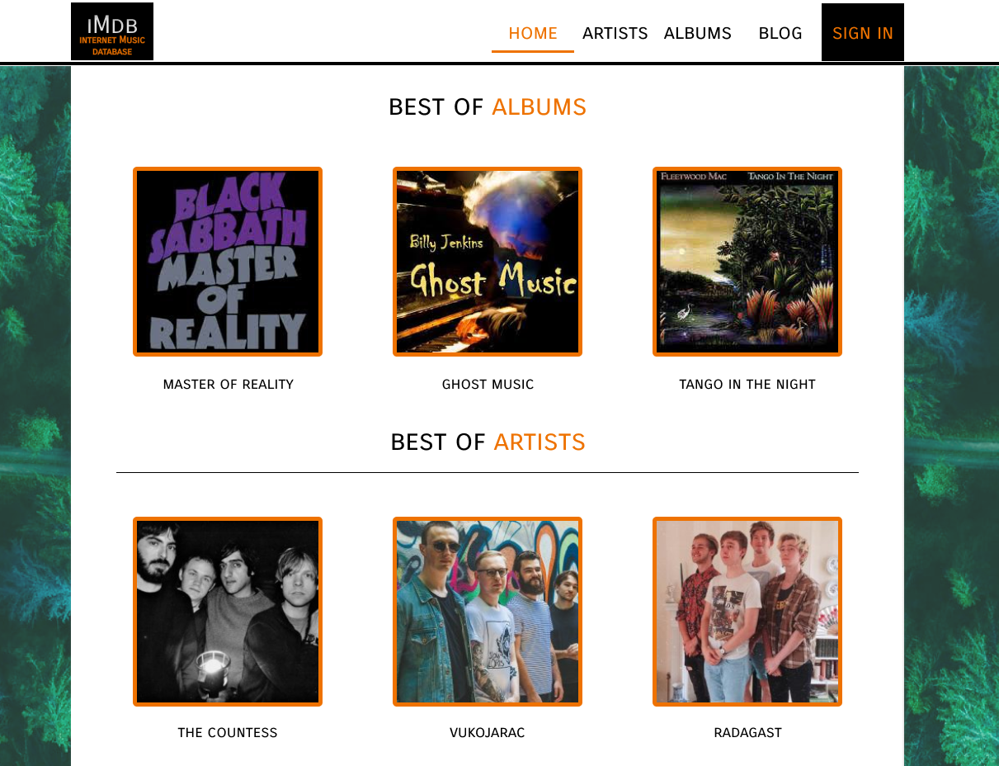 iMDB
INTERNET MUSIC
DATABASE
HOME
ARTISTS
ALBUMS
BLOG
SIGN IN
BEST OF ALBUMS
BLACK
SABBATH
MASTER
OF
REALITY
Billy Jenkins
Ghost Music
FLEETWOOD MAC
TANGO IN THE NIGHT
MASTER OF REALITY
GHOST MUSIC
TANGO IN THE NIGHT
BEST OF ARTISTS
THE COUNTESS
VUKOJARAC
RADAGAST